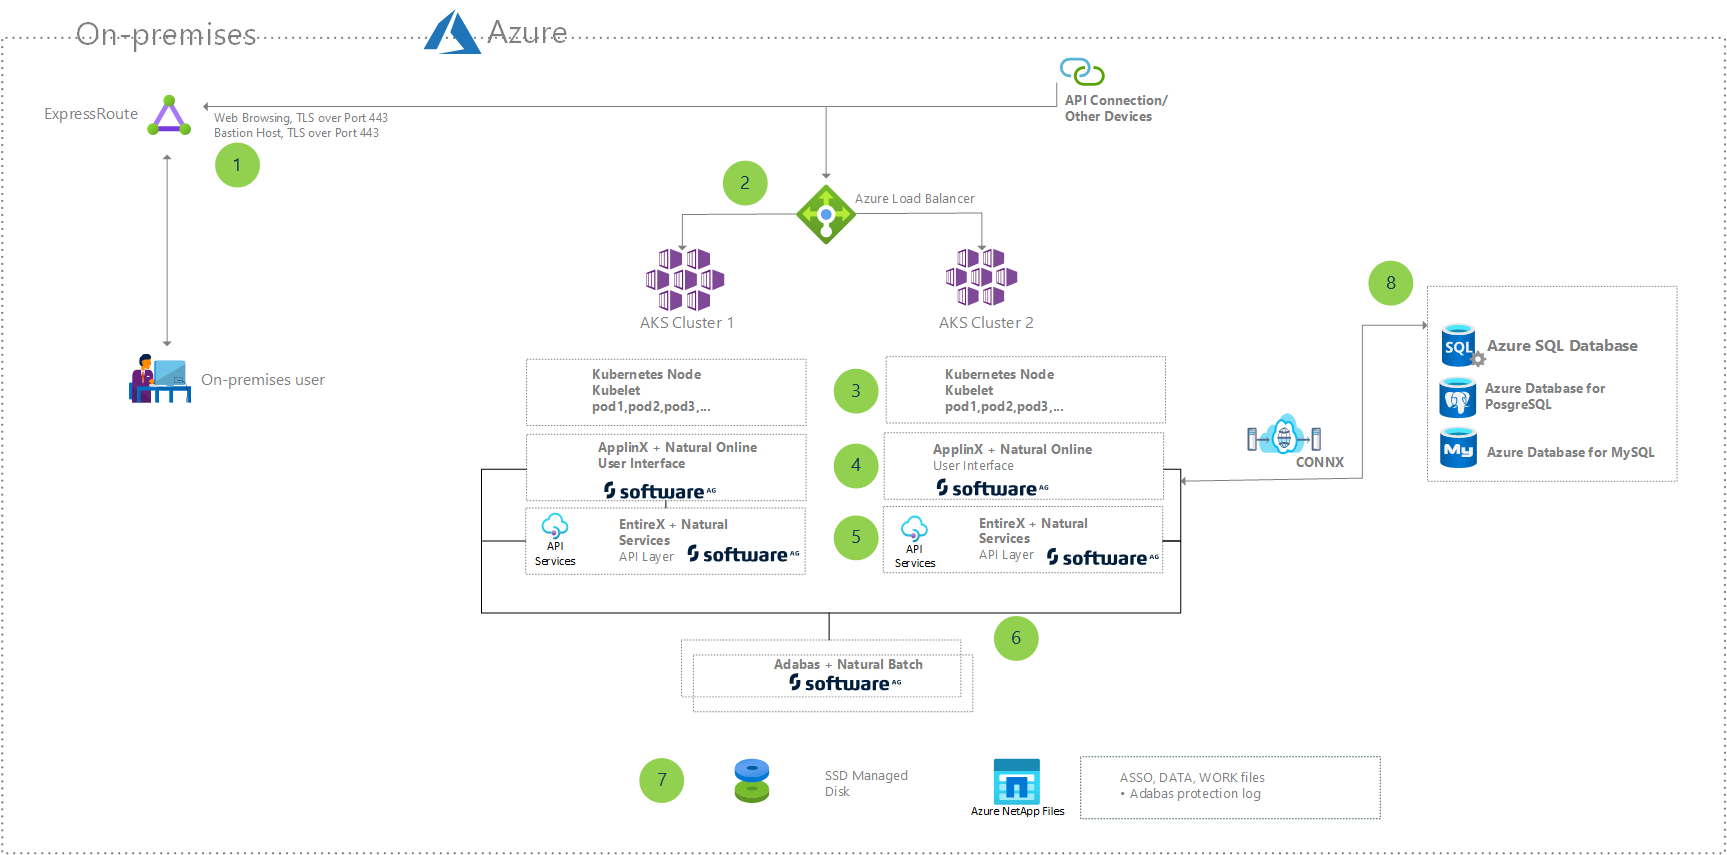 On-premises
Azure
ExpressRoute
Web Browsing, TLS over Port 443
Bastion Host, TLS over Port 443
1
API Connection/
Other Devices
2
Azure Load Balancer
AKS Cluster 1
AKS Cluster 2
On-premises user
Kubernetes Node
Kubelet
pod1,pod2,pod3,...
3
Kubernetes Node
Kubelet
pod1,pod2,pod3,...
ApplinX + Natural Online
User Interface
software AG
4
ApplinX + Natural Online
User Interface
software AG
API
Services
EntireX + Natural
Services
API Layer
software AG
5
API
Services
EntireX + Natural
Services
API Layer
software AG
CONNX
8
SQL
Azure SQL Database
Azure Database for
PosgreSQL
My
Azure Database for MySQL
6
Adabas + Natural Batch
software AG
7
SSD Managed
Disk
Azure NetApp Files
ASSO, DATA, WORK files
• Adabas protection log